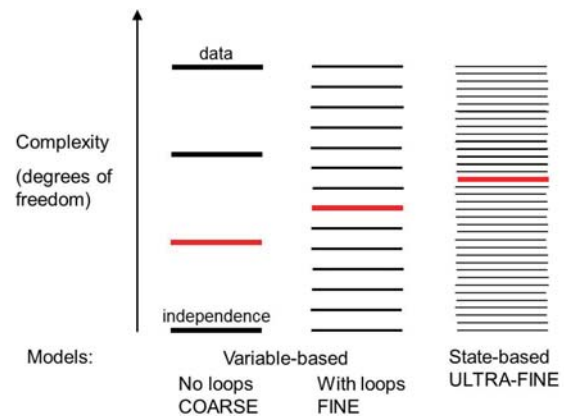 data
Complexity
(degrees of
freedom)
independence
Models:
Variable-based
State-based
ULTRA-FINE
No loops
COARSE
With loops
FINE